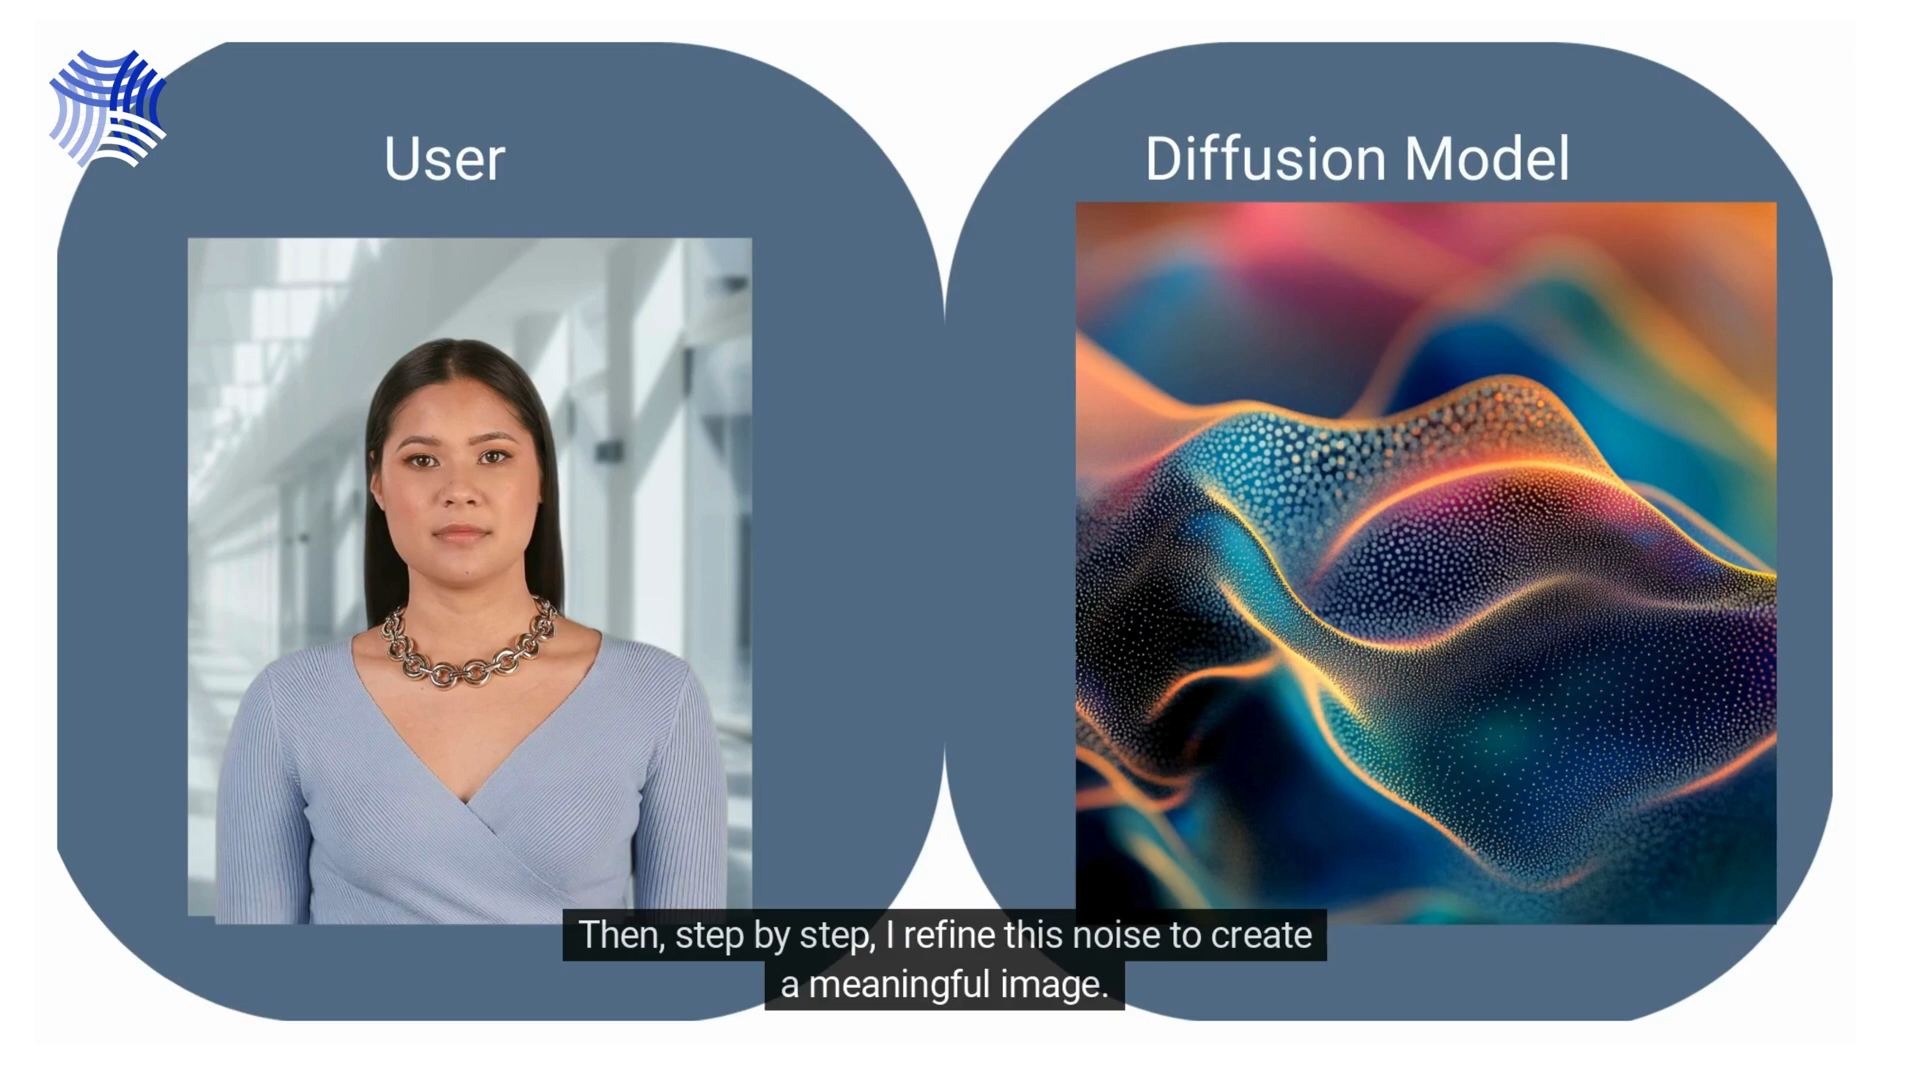 User
Diffusion Model
Then, step by step, I refine this noise to create
a meaningful image.